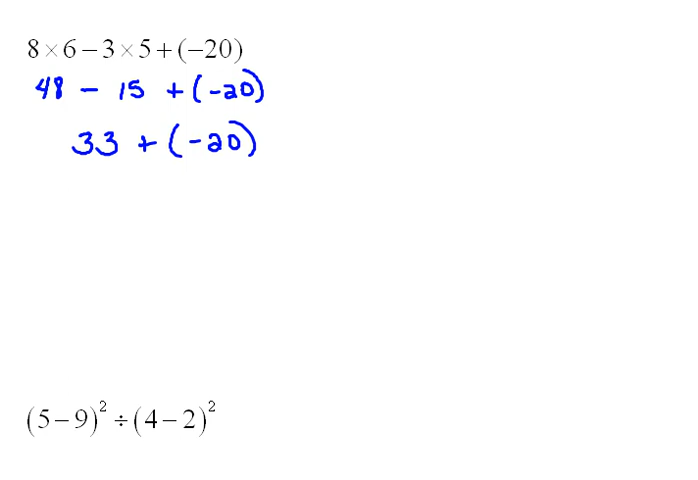 8 × 6 − 3 × 5 + (−20)
48 − 15 + (−20)
33 + (−20)
(5 − 9)² ÷ (4 − 2)²